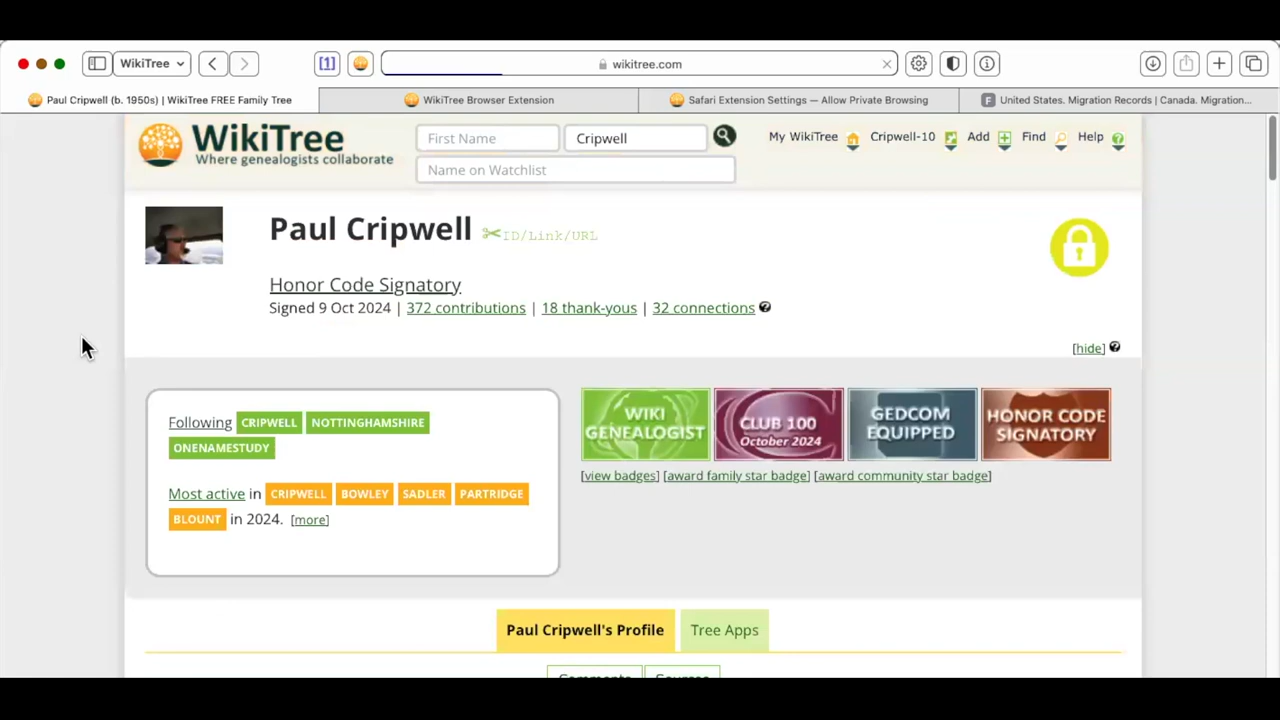 WikiTree
[1]
wikitree.com
Paul Cripwell (b. 1950s) | WikiTree FREE Family Tree
WikiTree Browser Extension
Safari Extension Settings — Allow Private Browsing
F United States. Migration Records | Canada. Migration...
WikiTree
Where genealogists collaborate
First Name
Cripwell
My WikiTree
Cripwell-10
Add
Find
Help
Name on Watchlist
Paul Cripwell
ID/Link/URL
Honor Code Signatory
Signed 9 Oct 2024 | 372 contributions | 18 thank-yous | 32 connections
[hide]
Following CRIPWELL NOTTINGHAMSHIRE
ONENAMESTUDY
Most active in CRIPWELL BOWLEY SADLER PARTRIDGE
BLOUNT in 2024. [more]
WIKI
GENEALOGIST
CLUB 100
October 2024
GEDCOM
EQUIPPED
HONOR CODE
SIGNATORY
[view badges] [award family star badge] [award community star badge]
Paul Cripwell's Profile
Tree Apps
Comments
Sources